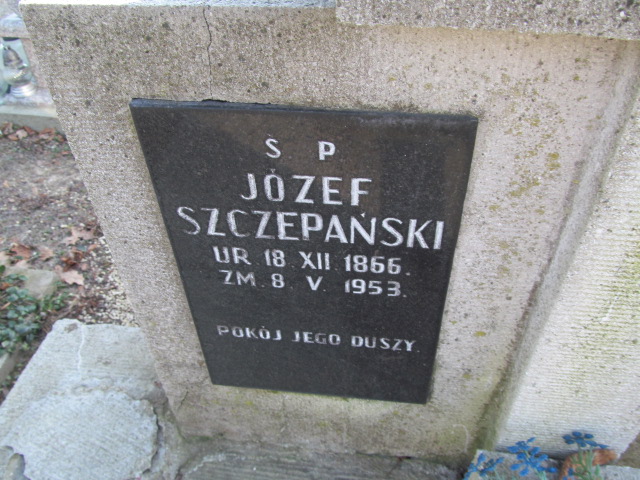 S P
JÓZEF
SZCZEPAŃSKI
UR 18. XII. 1866.
ZM. 8. V. 1953.
POKÓJ JEGO DUSZY.